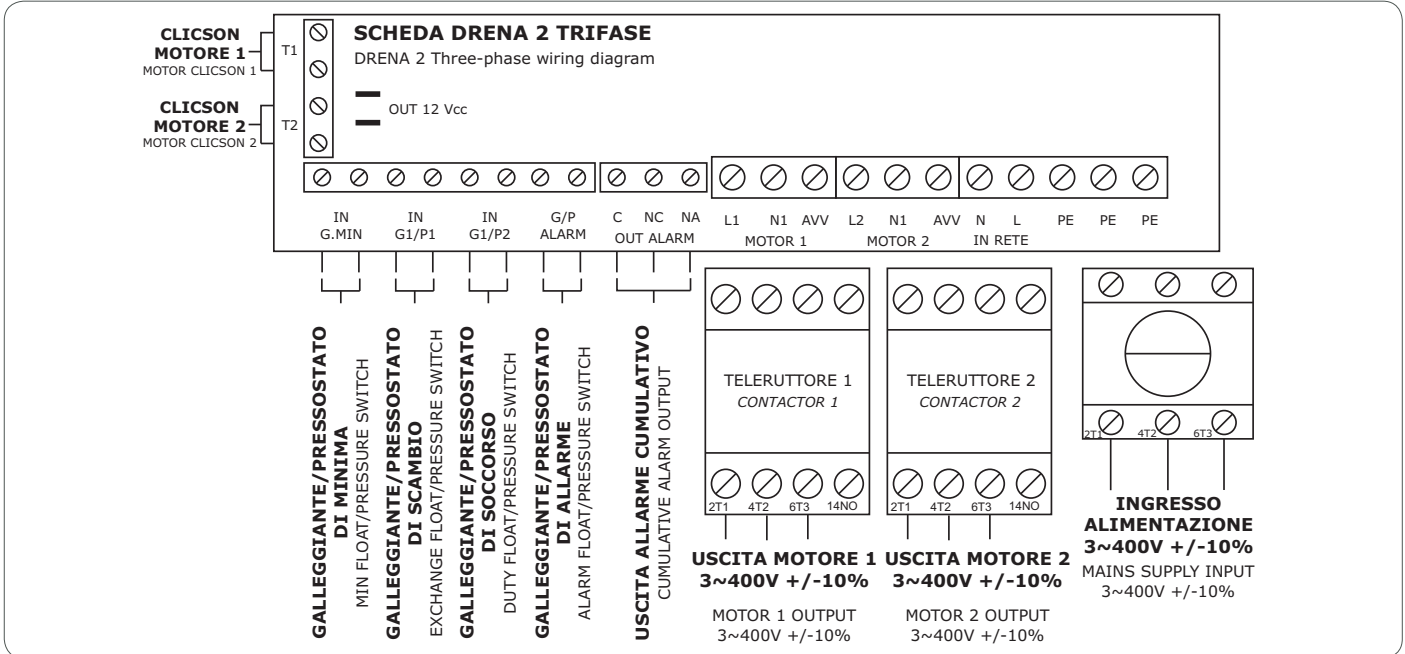 SCHEDA DRENA 2 TRIFASE
DRENA 2 Three-phase wiring diagram
CLICSON
MOTORE 1
MOTOR CLICSON 1
T1
CLICSON
MOTORE 2
MOTOR CLICSON 2
T2
OUT 12 Vcc
IN
G.MIN
IN
G1/P1
IN
G1/P2
G/P
ALARM
C NC NA
OUT ALARM
L1 N1 AVV
MOTOR 1
L2 N1 AVV
MOTOR 2
N L
IN RETE
PE PE PE
GALLEGGIANTE/PRESSOSTATO
DI MINIMA
MIN FLOAT/PRESSURE SWITCH
GALLEGGIANTE/PRESSOSTATO
DI SCAMBIO
EXCHANGE FLOAT/PRESSURE SWITCH
GALLEGGIANTE/PRESSOSTATO
DI SOCCORSO
DUTY FLOAT/PRESSURE SWITCH
GALLEGGIANTE/PRESSOSTATO
DI ALLARME
ALARM FLOAT/PRESSURE SWITCH
USCITA ALLARME CUMULATIVO
CUMULATIVE ALARM OUTPUT
TELERUTTORE 1
CONTACTOR 1
2T1 4T2 6T3 14NO
USCITA MOTORE 1
3~400V +/-10%
MOTOR 1 OUTPUT
3~400V +/-10%
TELERUTTORE 2
CONTACTOR 2
2T1 4T2 6T3 14NO
USCITA MOTORE 2
3~400V +/-10%
MOTOR 2 OUTPUT
3~400V +/-10%
2T1 4T2 6T3
INGRESSO
ALIMENTAZIONE
3~400V +/-10%
MAINS SUPPLY INPUT
3~400V +/-10%